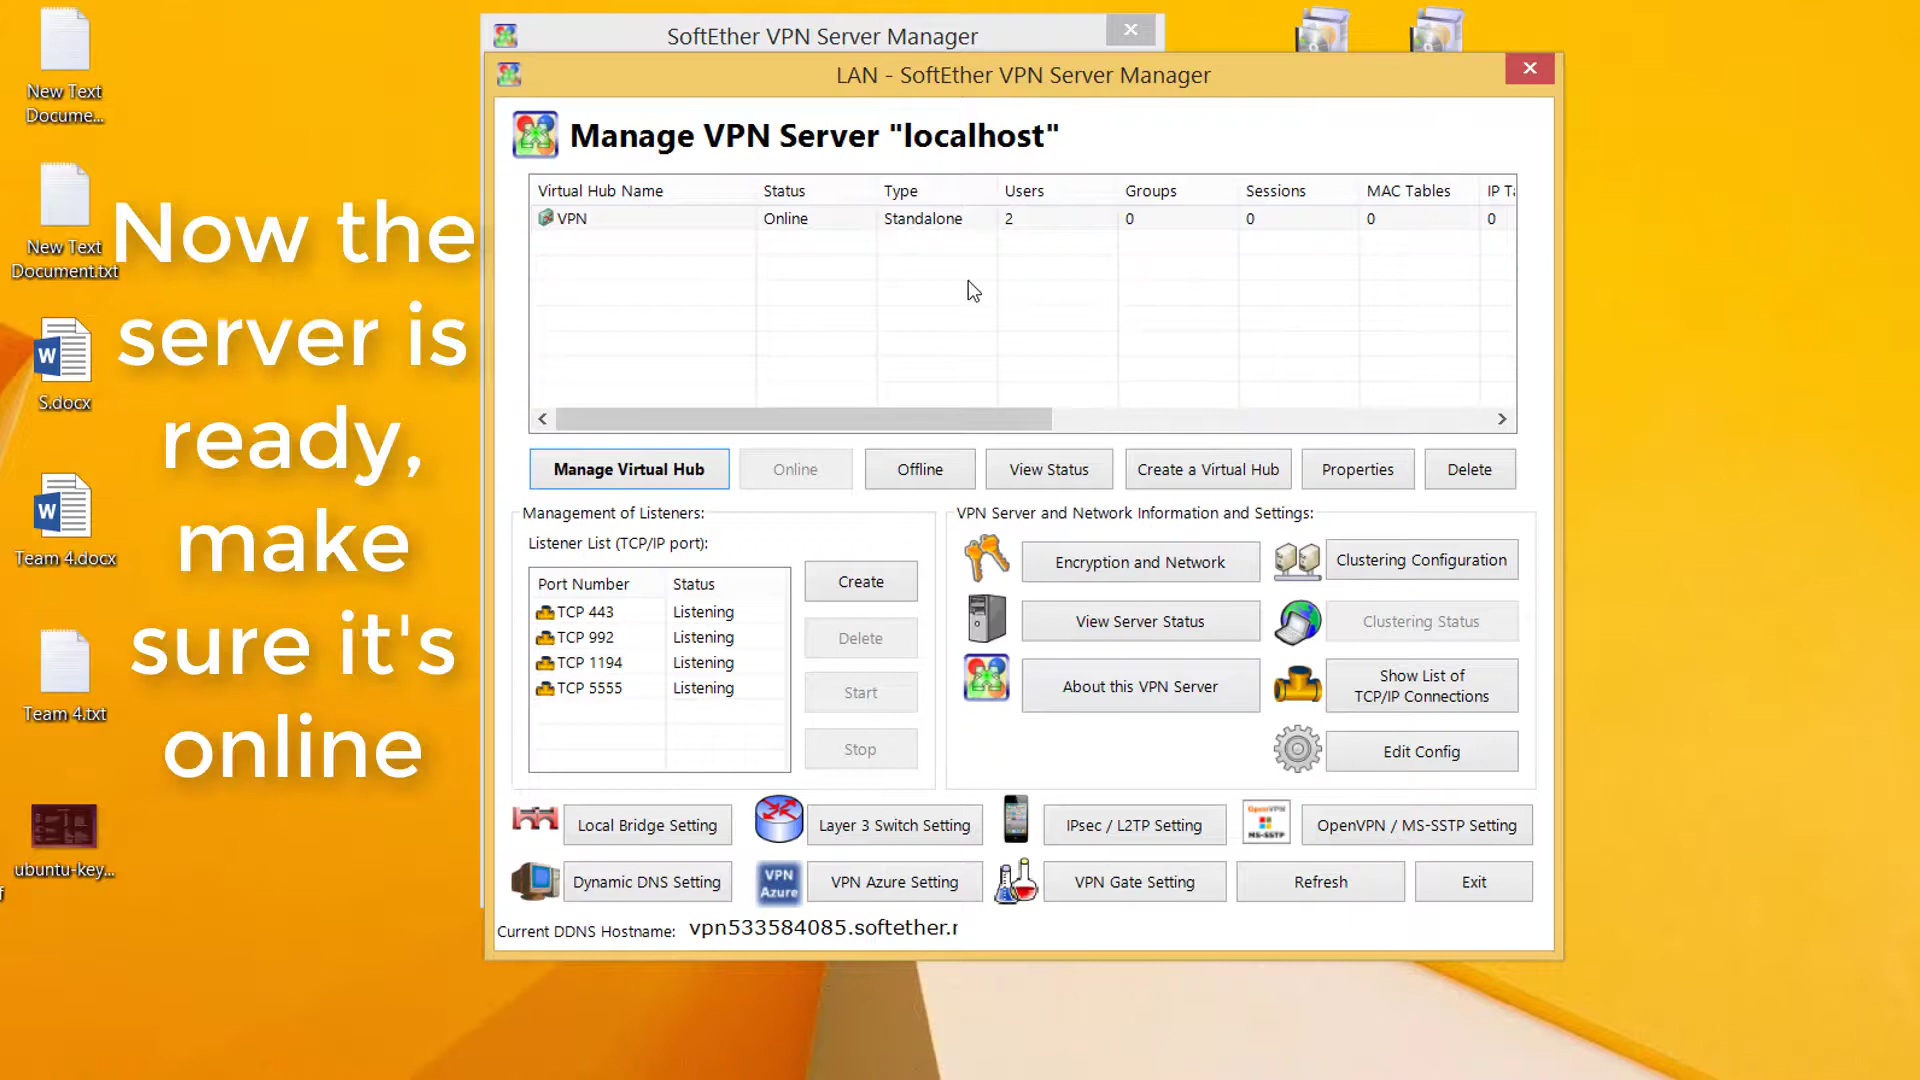 New Text
Docume...
New Text
Document.txt
S.docx
Team 4.docx
Team 4.txt
ubuntu-key...
Now the
server is
ready,
make
sure it's
online
SoftEther VPN Server Manager
LAN - SoftEther VPN Server Manager
Manage VPN Server "localhost"
Virtual Hub Name Status Type Users Groups Sessions MAC Tables IP Ta
VPN Online Standalone 2 0 0 0 0
Manage Virtual Hub Online Offline View Status Create a Virtual Hub Properties Delete
Management of Listeners:
Listener List (TCP/IP port):
Port Number Status
TCP 443 Listening
TCP 992 Listening
TCP 1194 Listening
TCP 5555 Listening
Create
Delete
Start
Stop
VPN Server and Network Information and Settings:
Encryption and Network Clustering Configuration
View Server Status Clustering Status
About this VPN Server Show List of
TCP/IP Connections
Edit Config
Local Bridge Setting Layer 3 Switch Setting IPsec / L2TP Setting OpenVPN MS-SSTP OpenVPN / MS-SSTP Setting
Dynamic DNS Setting VPN Azure VPN Azure Setting VPN Gate Setting Refresh Exit
Current DDNS Hostname: vpn533584085.softether.